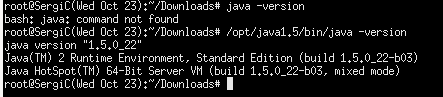 root@SergiC(Wed Oct 23):~/Downloads# java -version
bash: java: command not found
root@SergiC(Wed Oct 23):~/Downloads# /opt/java1.5/bin/java -version
java version "1.5.0_22"
Java(TM) 2 Runtime Environment, Standard Edition (build 1.5.0_22-b03)
Java HotSpot(TM) 64-Bit Server VM (build 1.5.0_22-b03, mixed mode)
root@SergiC(Wed Oct 23):~/Downloads#